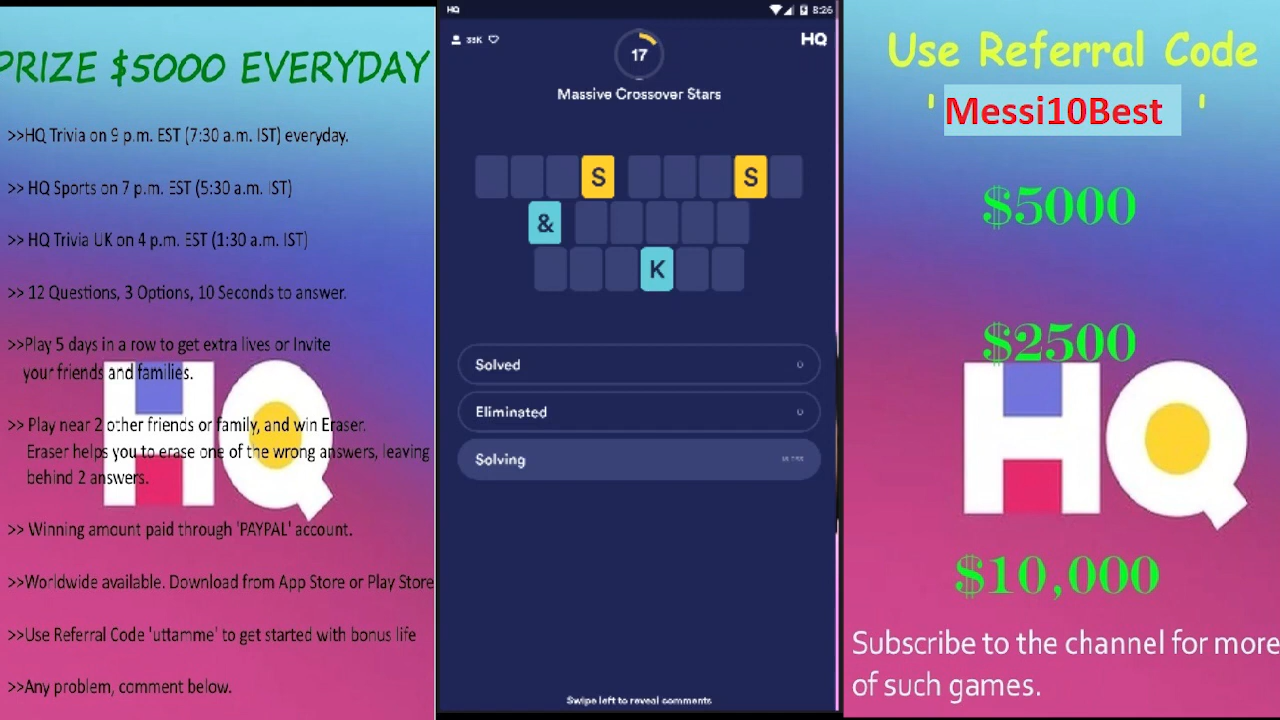 PRIZE $5000 EVERYDAY
>>HQ Trivia on 9 p.m. EST (7:30 a.m. IST) everyday.
>> HQ Sports on 7 p.m. EST (5:30 a.m. IST)
>> HQ Trivia UK on 4 p.m. EST (1:30 a.m. IST)
>> 12 Questions, 3 Options, 10 Seconds to answer.
>>Play 5 days in a row to get extra lives or Invite
your friends and families.
>> Play near 2 other friends or family, and win Eraser.
Eraser helps you to erase one of the wrong answers, leaving
behind 2 answers.
>> Winning amount paid through 'PAYPAL' account.
>>Worldwide available. Download from App Store or Play Store
>>Use Referral Code 'uttamme' to get started with bonus life
>>Any problem, comment below.
HQ
HQ
8:26
33K
17
HQ
Massive Crossover Stars
S S
&
K
Solved 0
Eliminated 0
Solving
Swipe left to reveal comments
Use Referral Code
' Messi10Best '
$5000
$2500
HQ
$10,000
Subscribe to the channel for more
of such games.